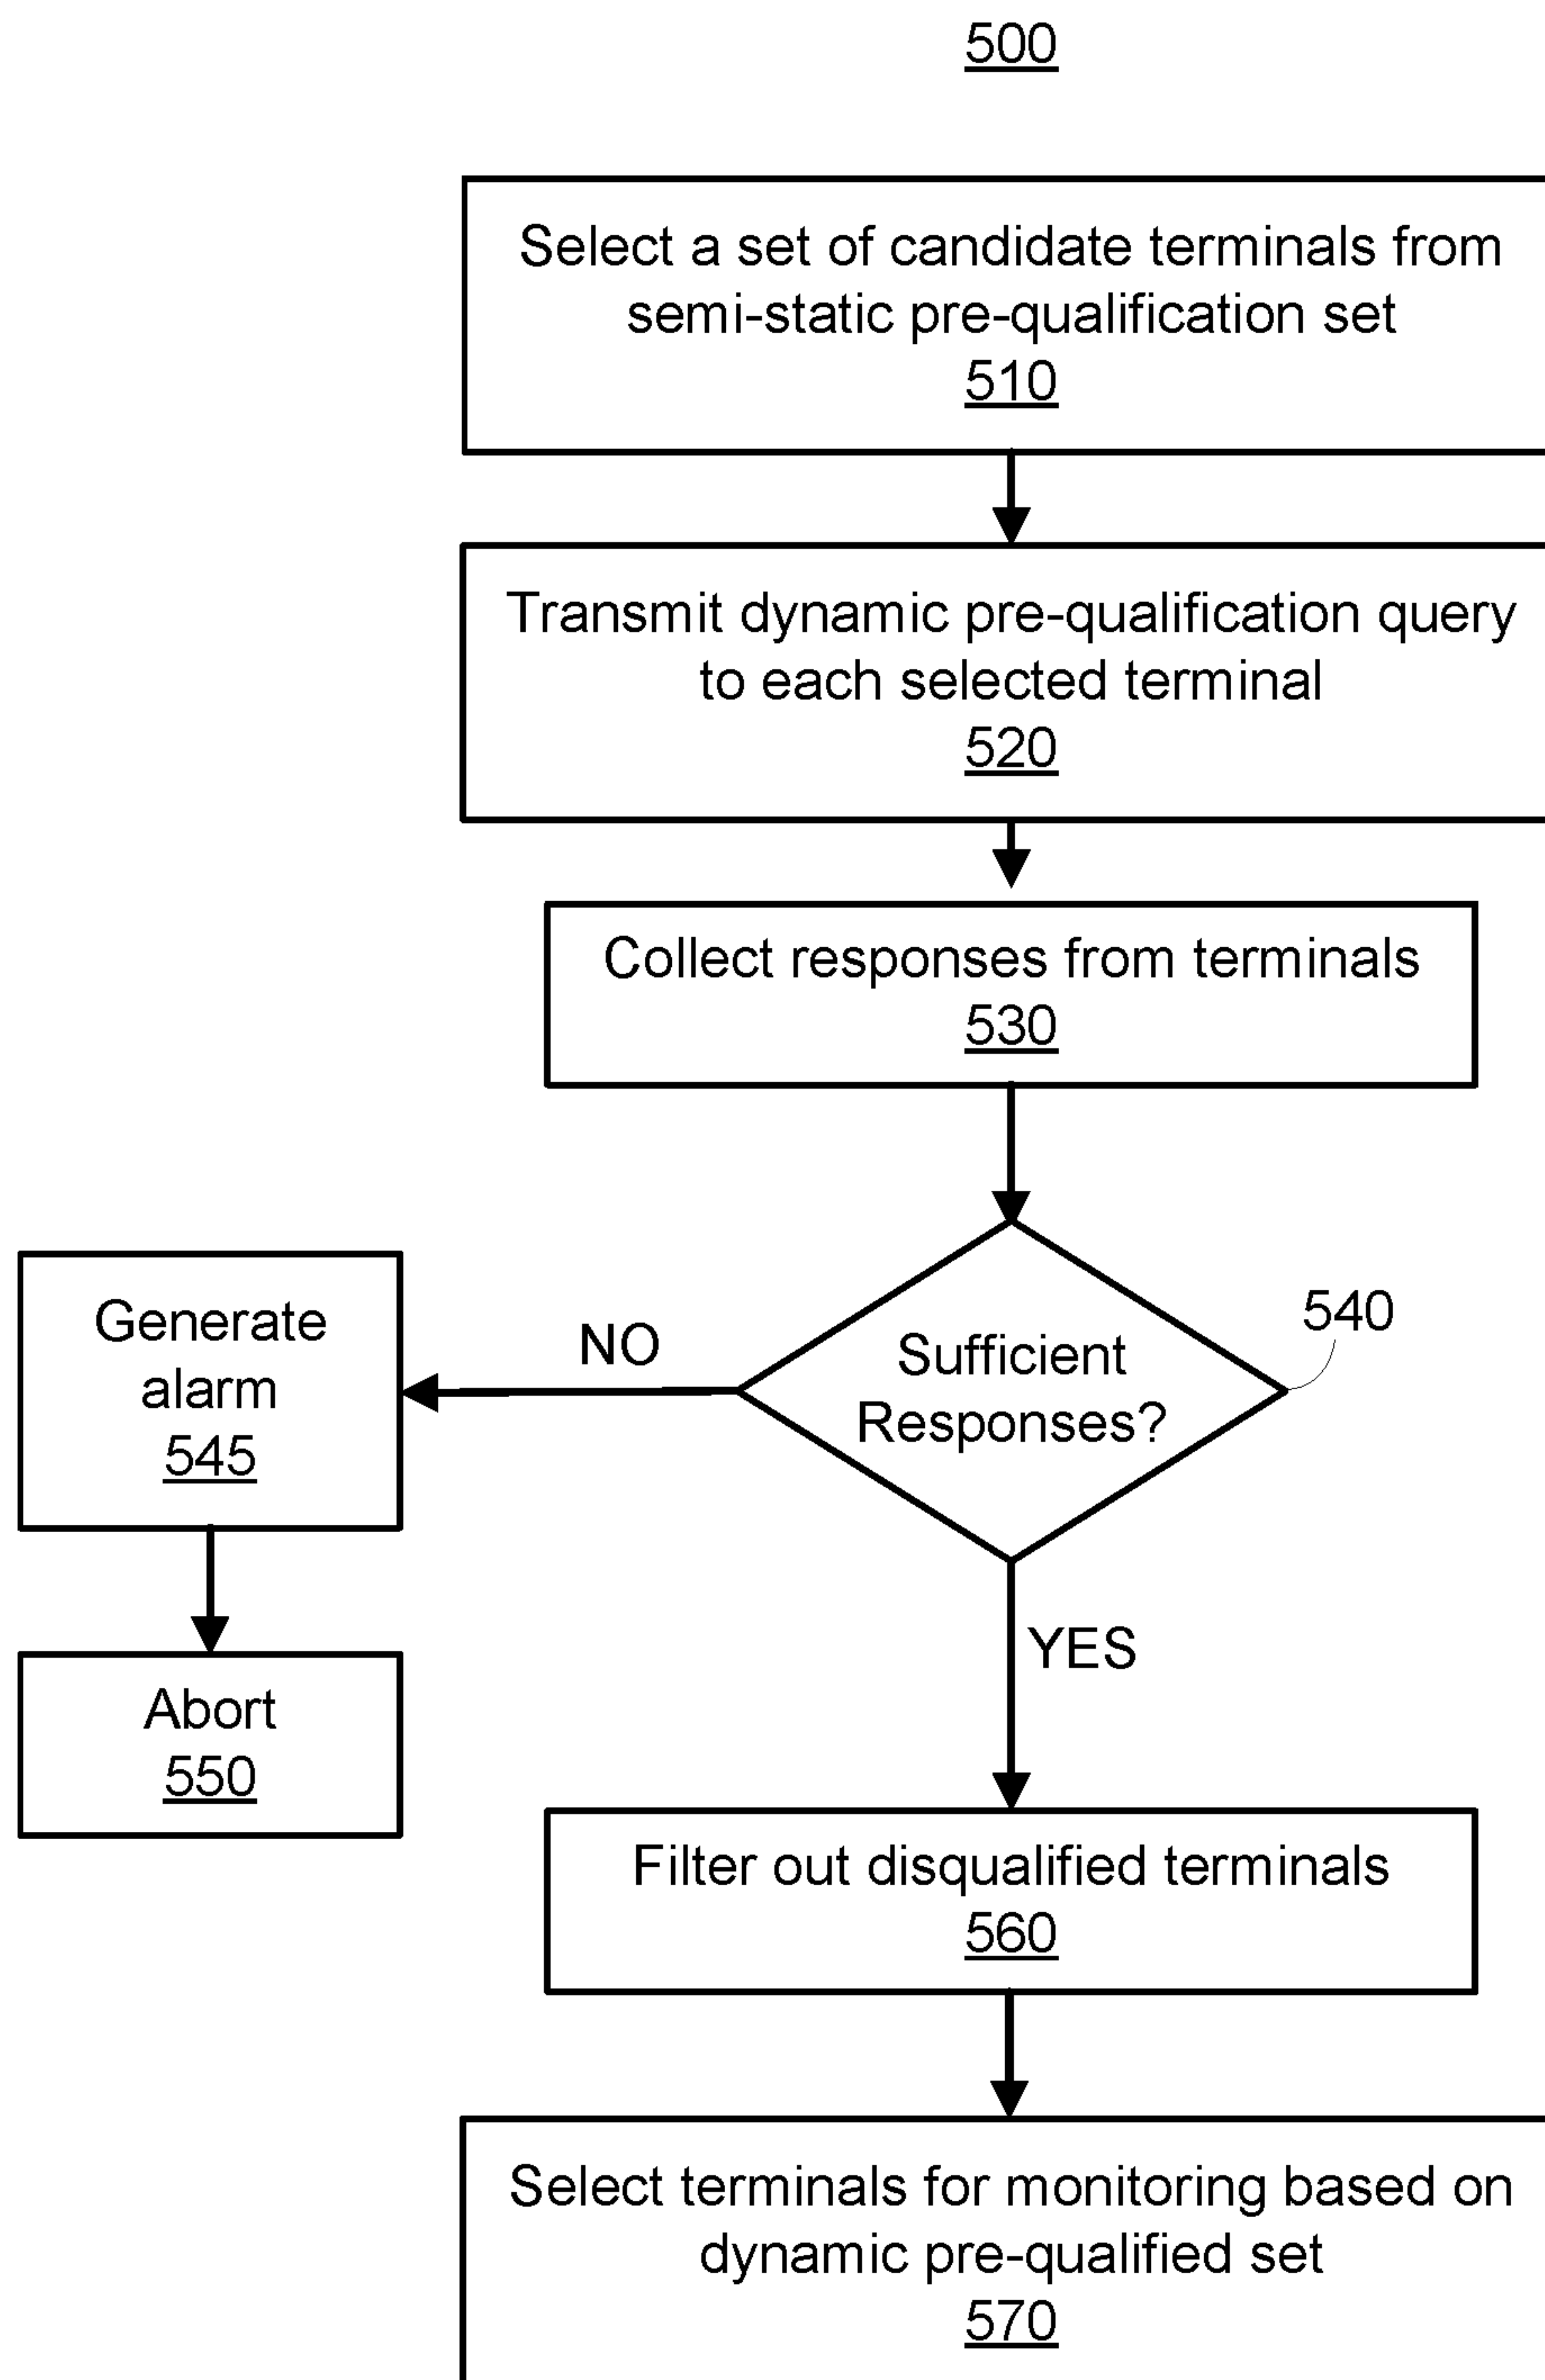 500
Select a set of candidate terminals from
semi-static pre-qualification set
510
Transmit dynamic pre-qualification query
to each selected terminal
520
Collect responses from terminals
530
Sufficient
Responses?
540
NO
Generate
alarm
545
Abort
550
YES
Filter out disqualified terminals
560
Select terminals for monitoring based on
dynamic pre-qualified set
570